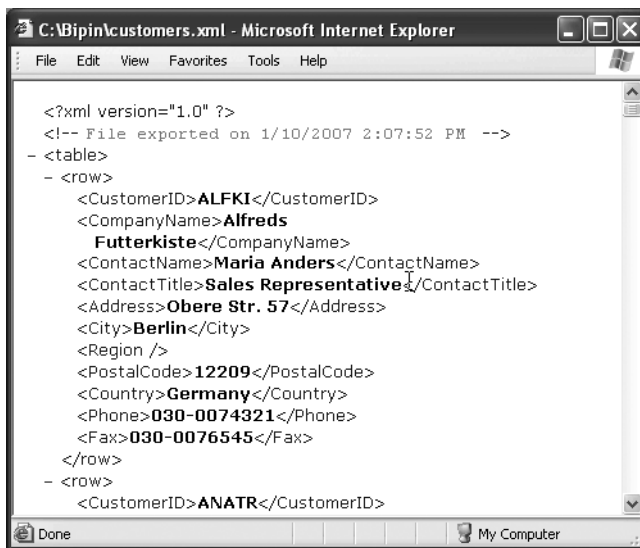 C:\Bipin\customers.xml - Microsoft Internet Explorer
File Edit View Favorites Tools Help
<?xml version="1.0" ?>
<!-- File exported on 1/10/2007 2:07:52 PM -->
- <table>
- <row>
<CustomerID>ALFKI</CustomerID>
<CompanyName>Alfreds
Futterkiste</CompanyName>
<ContactName>Maria Anders</ContactName>
<ContactTitle>Sales Representative</ContactTitle>
<Address>Obere Str. 57</Address>
<City>Berlin</City>
<Region />
<PostalCode>12209</PostalCode>
<Country>Germany</Country>
<Phone>030-0074321</Phone>
<Fax>030-0076545</Fax>
</row>
- <row>
<CustomerID>ANATR</CustomerID>
Done My Computer